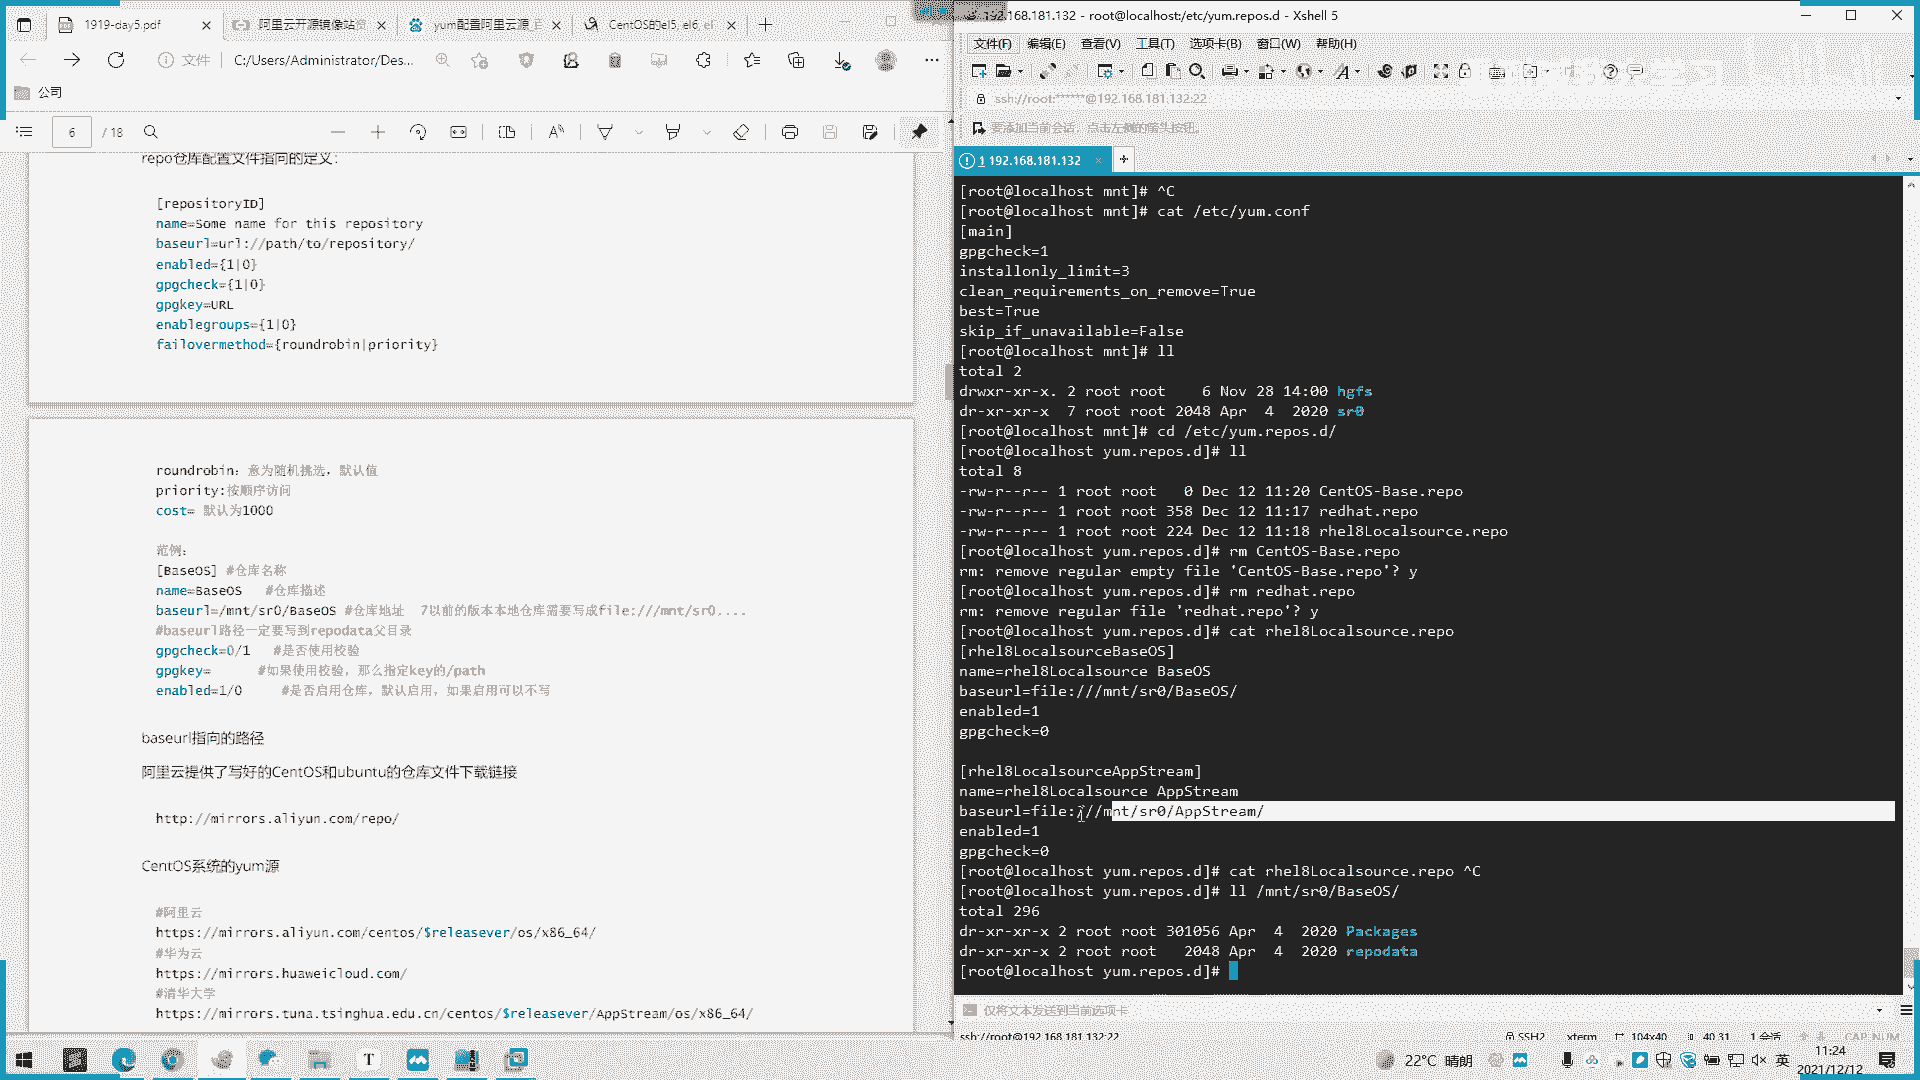 1919-day5.pdf
阿里云开源镜像站资
yum配置阿里云源_百
CentOS的el5, el6, el
文件
C:/Users/Administrator/Des...
公司
6 / 18
repo仓库配置文件指向的定义：
[repositoryID]
name=Some name for this repository
baseurl=url://path/to/repository/
enabled={1|0}
gpgcheck={1|0}
gpgkey=URL
enablegroups={1|0}
failovermethod={roundrobin|priority}
roundrobin：意为随机挑选，默认值
priority:按顺序访问
cost= 默认为1000
范例：
[BaseOS] #仓库名称
name=BaseOS #仓库描述
baseurl=/mnt/sr0/BaseOS #仓库地址 7以前的版本本地仓库需要写成file:///mnt/sr0....
#baseurl路径一定要写到repodata父目录
gpgcheck=0/1 #是否使用校验
gpgkey= #如果使用校验，那么指定key的/path
enabled=1/0 #是否启用仓库，默认启用，如果启用可以不写
baseurl指向的路径
阿里云提供了写好的CentOS和ubuntu的仓库文件下载链接
http://mirrors.aliyun.com/repo/
CentOS系统的yum源
#阿里云
https://mirrors.aliyun.com/centos/$releasever/os/x86_64/
#华为云
https://mirrors.huaweicloud.com/
#清华大学
https://mirrors.tuna.tsinghua.edu.cn/centos/$releasever/AppStream/os/x86_64/
192.168.181.132 - root@localhost:/etc/yum.repos.d - Xshell 5
文件(F) 编辑(E) 查看(V) 工具(T) 选项卡(B) 窗口(W) 帮助(H)
ssh://root:******@192.168.181.132:22
要添加当前会话，点击左侧的箭头按钮。
1 192.168.181.132
[root@localhost mnt]# ^C
[root@localhost mnt]# cat /etc/yum.conf
[main]
gpgcheck=1
installonly_limit=3
clean_requirements_on_remove=True
best=True
skip_if_unavailable=False
[root@localhost mnt]# ll
total 2
drwxr-xr-x. 2 root root 6 Nov 28 14:00 hgfs
dr-xr-xr-x 7 root root 2048 Apr 4 2020 sr0
[root@localhost mnt]# cd /etc/yum.repos.d/
[root@localhost yum.repos.d]# ll
total 8
-rw-r--r-- 1 root root 0 Dec 12 11:20 CentOS-Base.repo
-rw-r--r-- 1 root root 358 Dec 12 11:17 redhat.repo
-rw-r--r-- 1 root root 224 Dec 12 11:18 rhel8Localsource.repo
[root@localhost yum.repos.d]# rm CentOS-Base.repo
rm: remove regular empty file 'CentOS-Base.repo'? y
[root@localhost yum.repos.d]# rm redhat.repo
rm: remove regular file 'redhat.repo'? y
[root@localhost yum.repos.d]# cat rhel8Localsource.repo
[rhel8LocalsourceBaseOS]
name=rhel8Localsource BaseOS
baseurl=file:///mnt/sr0/BaseOS/
enabled=1
gpgcheck=0
[rhel8LocalsourceAppStream]
name=rhel8Localsource AppStream
baseurl=file:///mnt/sr0/AppStream/
enabled=1
gpgcheck=0
[root@localhost yum.repos.d]# cat rhel8Localsource.repo ^C
[root@localhost yum.repos.d]# ll /mnt/sr0/BaseOS/
total 296
dr-xr-xr-x 2 root root 301056 Apr 4 2020 Packages
dr-xr-xr-x 2 root root 2048 Apr 4 2020 repodata
[root@localhost yum.repos.d]#
仅将文本发送到当前选项卡
ssh://root@192.168.181.132:22 SSH2 xterm 104x40 40,31 1 会话 CAP NUM
22°C 晴朗 英 11:24
2021/12/12